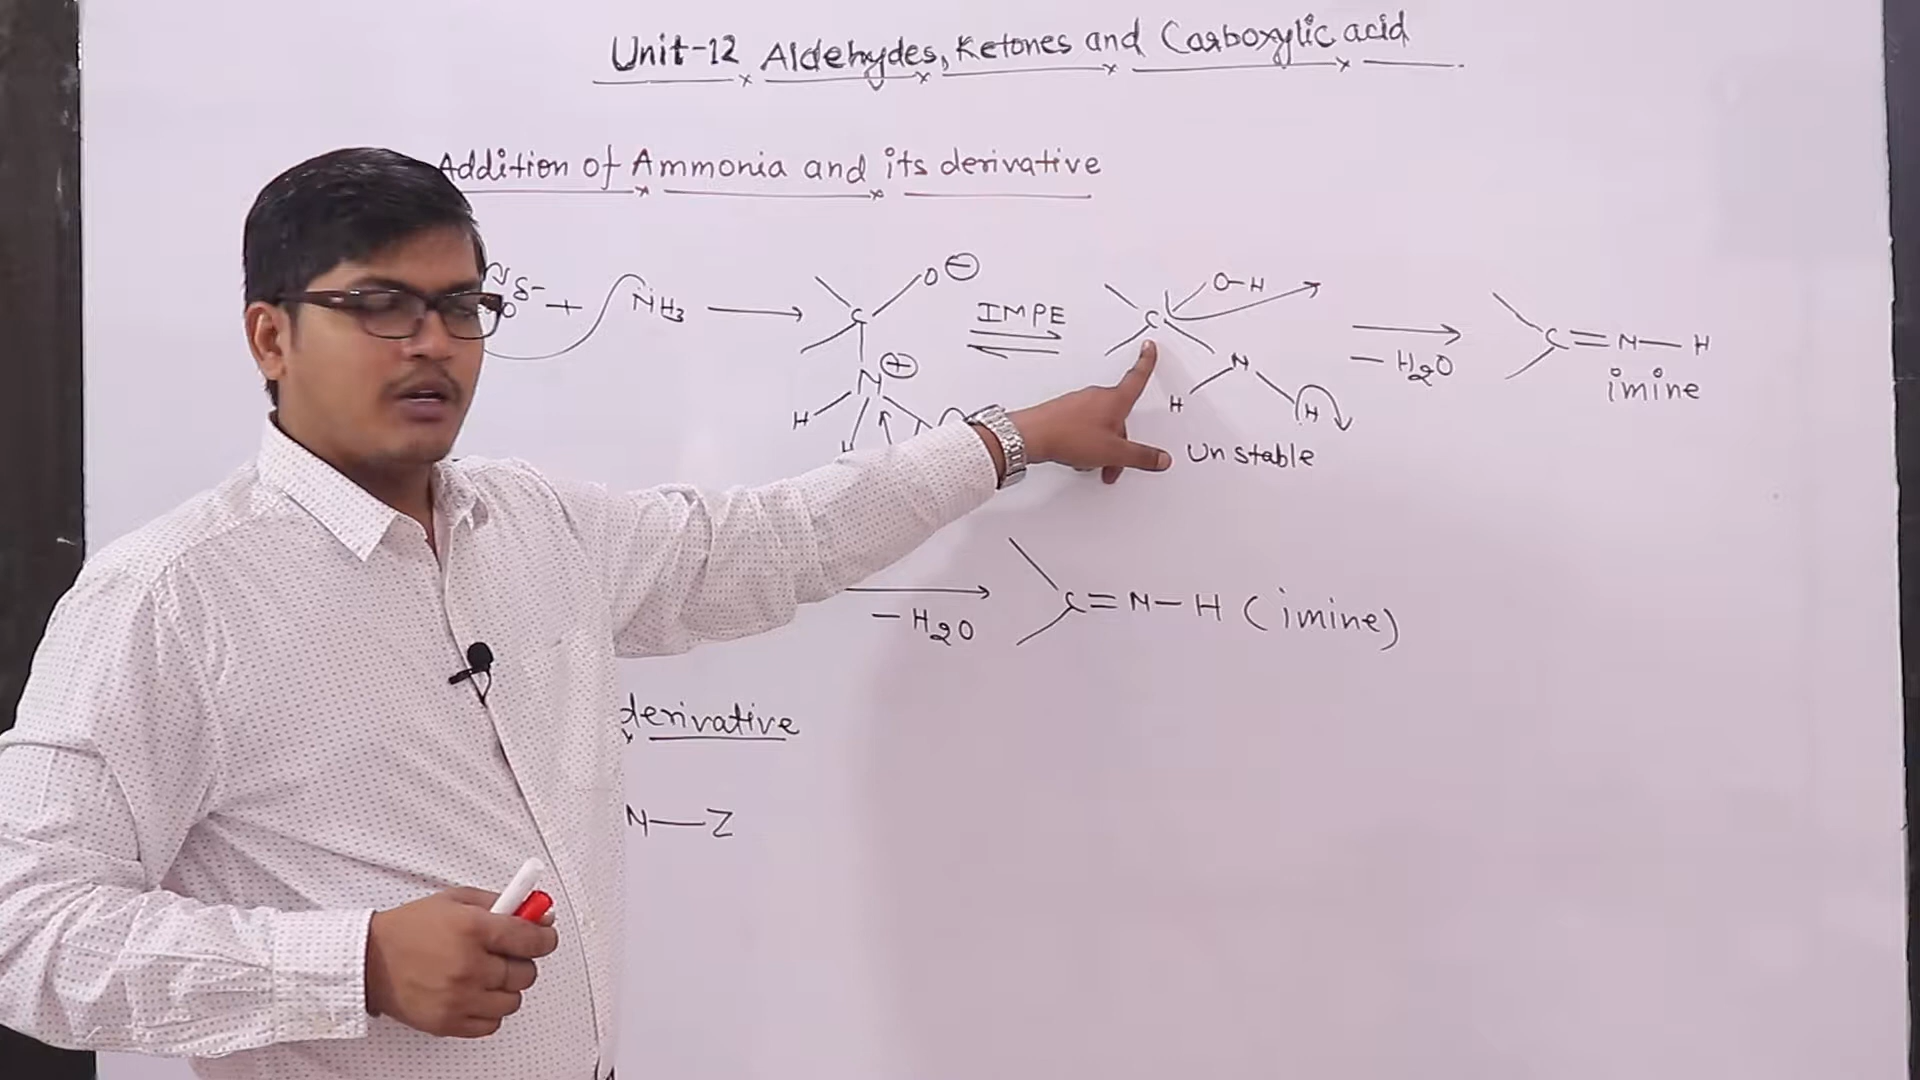 Unit-12 Aldehydes, Ketones and Carboxylic acid
Addition of Ammonia and its derivative
δ- + NH3 → C O⊖ N⊕ H H IMPE ⇌ C O-H N H H → -H2O C=N-H
imine
Unstable
→ -H2O C=N-H (imine)
derivative
N-Z